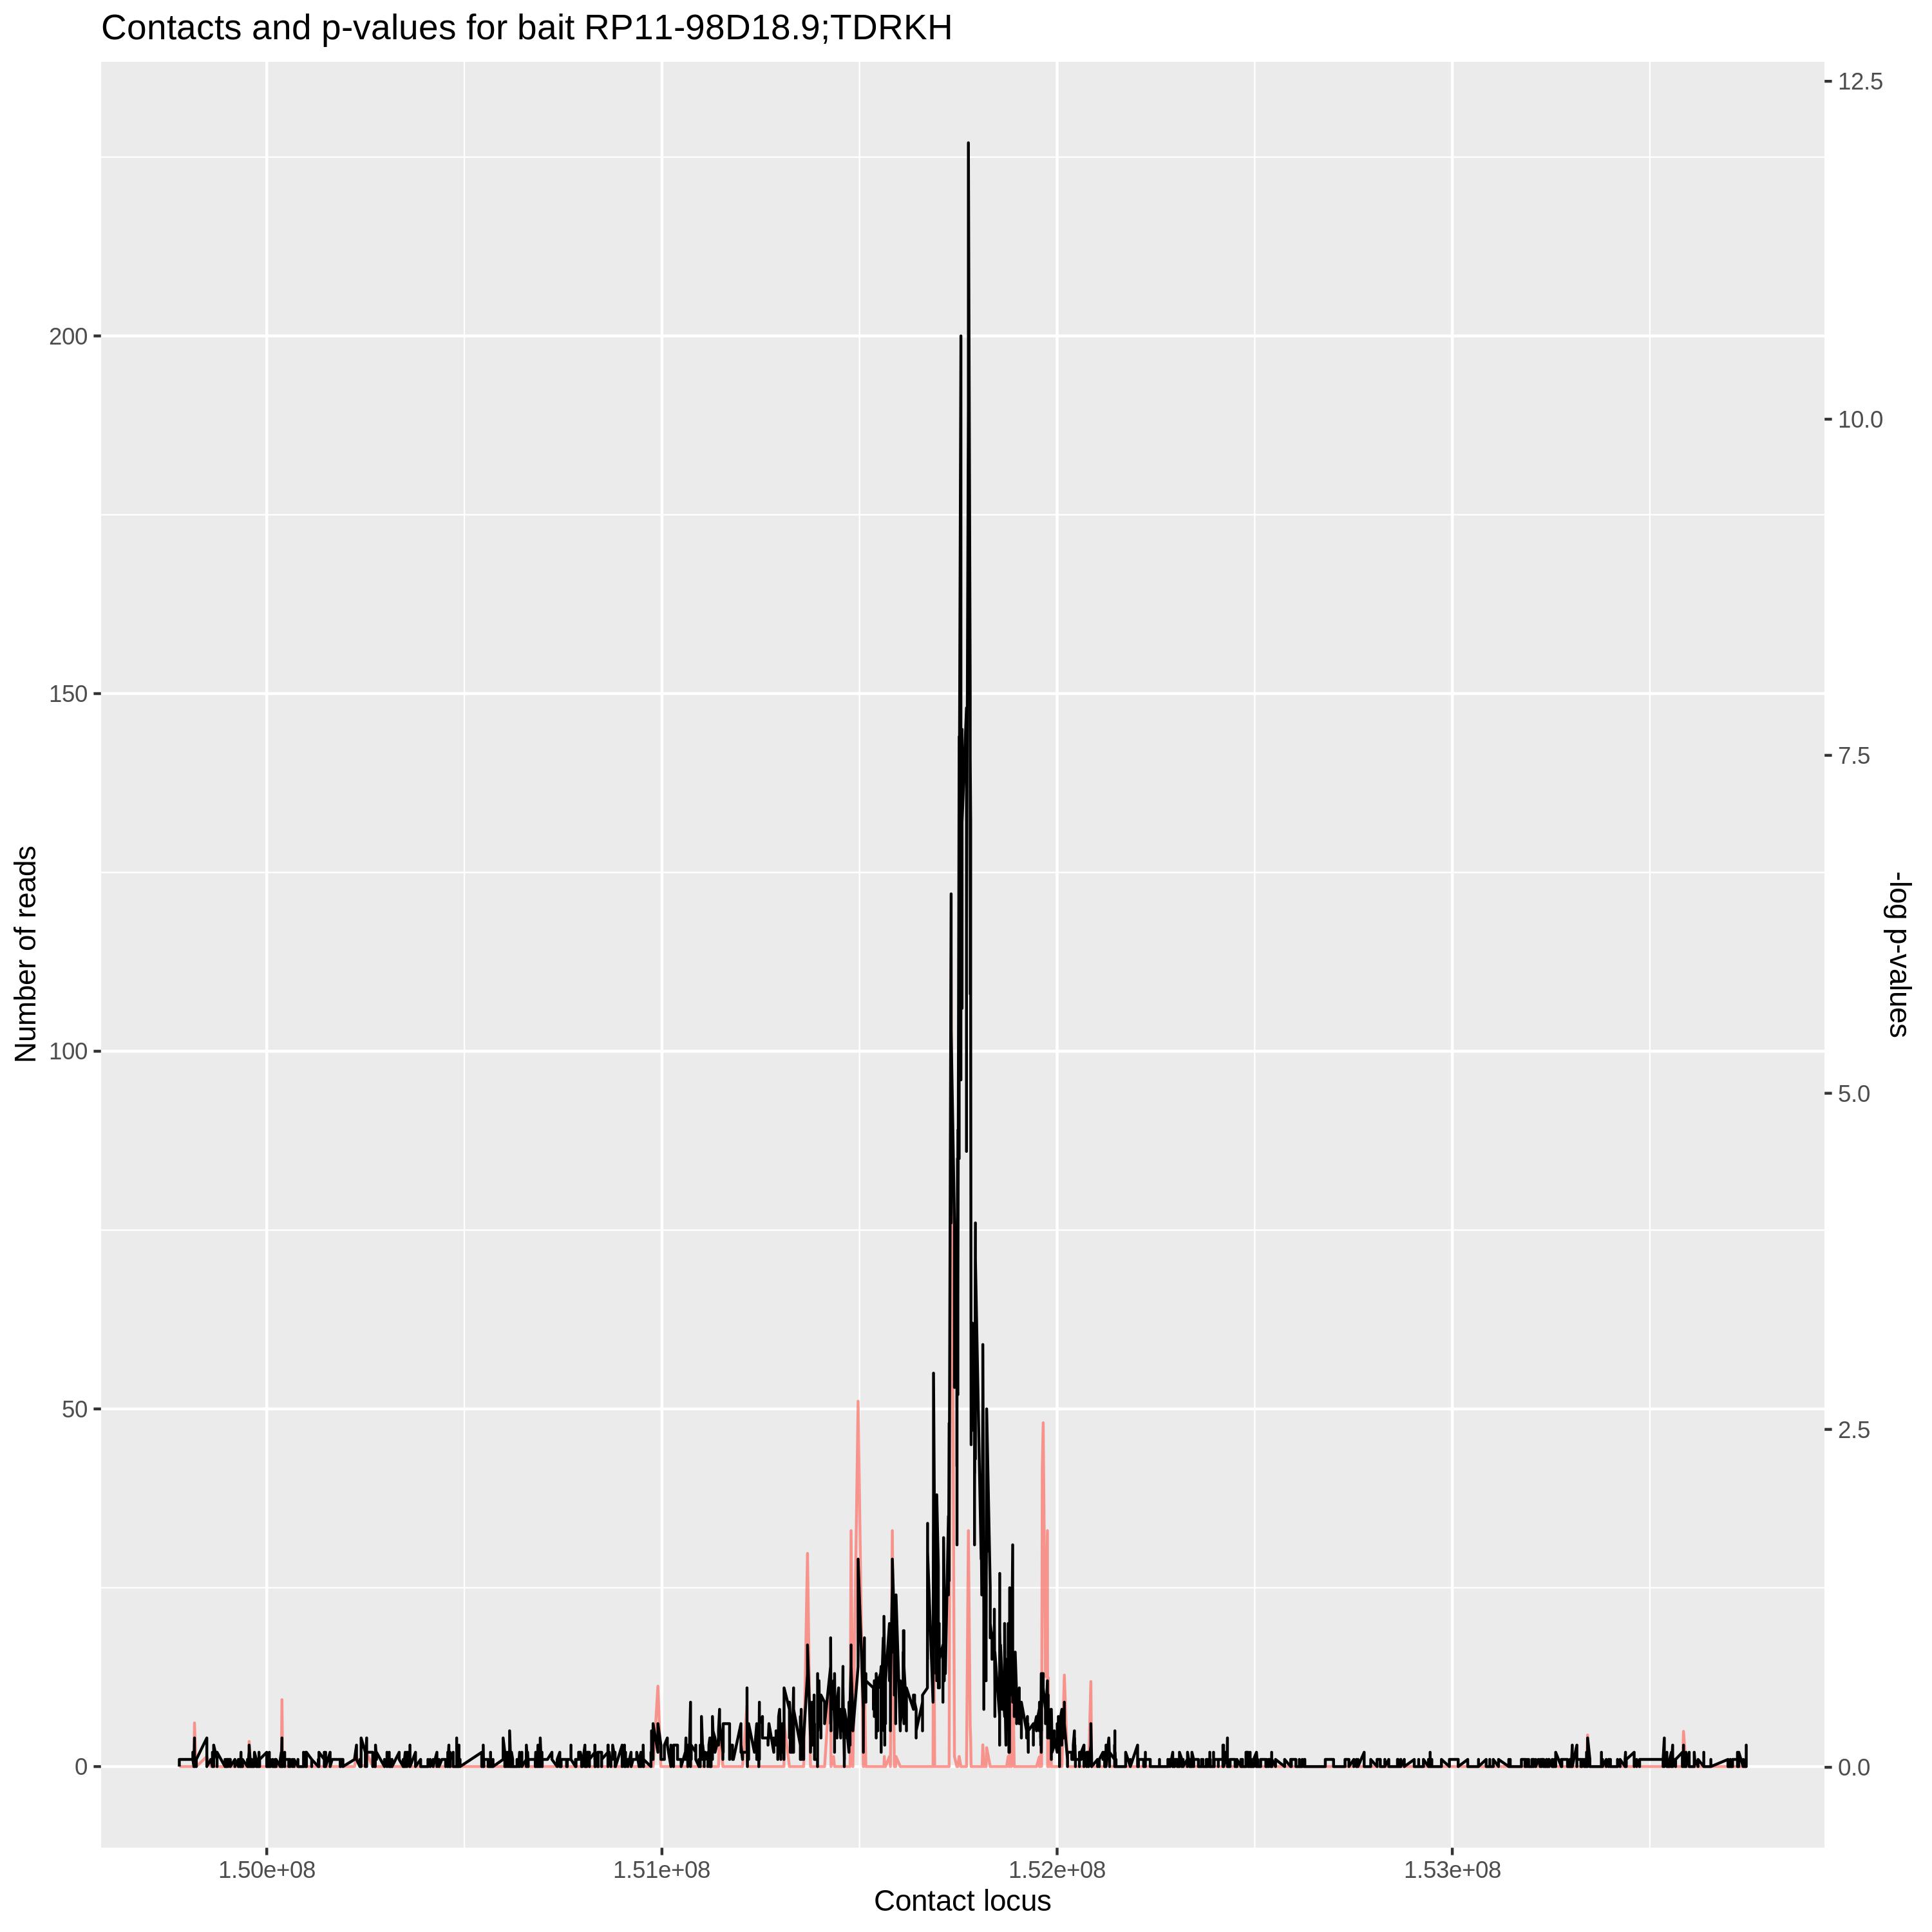 Contacts and p-values for bait RP11-98D18.9;TDRKH
Number of reads
200
150
100
50
0
12.5
10.0
7.5
5.0
2.5
0.0
-log p-values
1.50e+08 1.51e+08 1.52e+08 1.53e+08
Contact locus